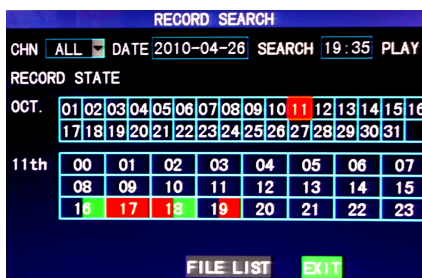 RECORD SEARCH
CHN ALL DATE 2010-04-26 SEARCH 19:35 PLAY
RECORD STATE
OCT. 01 02 03 04 05 06 07 08 09 10 11 12 13 14 15 16
17 18 19 20 21 22 23 24 25 26 27 28 29 30 31
11th 00 01 02 03 04 05 06 07
08 09 10 11 12 13 14 15
16 17 18 19 20 21 22 23
FILE LIST EXIT